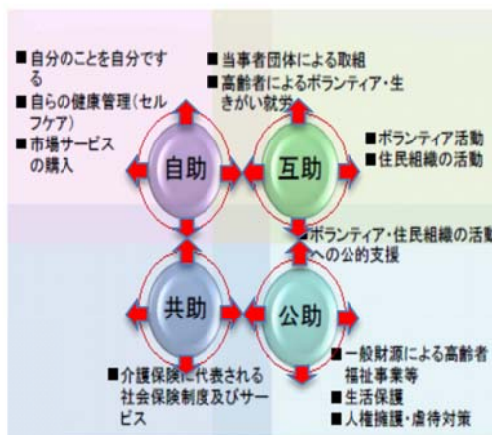 ■ 自分のことを自分です
る
■ 自らの健康管理(セル
フケア)
■ 市場サービス
の購入
■ 当事者団体による取組
■ 高齢者によるボランティア・生
きがい就労
自助
互助
■ ボランティア活動
■ 住民組織の活動
■ボランティア・住民組織の活動
への公的支援
共助
公助
■ 介護保険に代表される
社会保険制度及びサー
ビス
■ 一般財源による高齢者
福祉事業等
■ 生活保護
■ 人権擁護・虐待対策